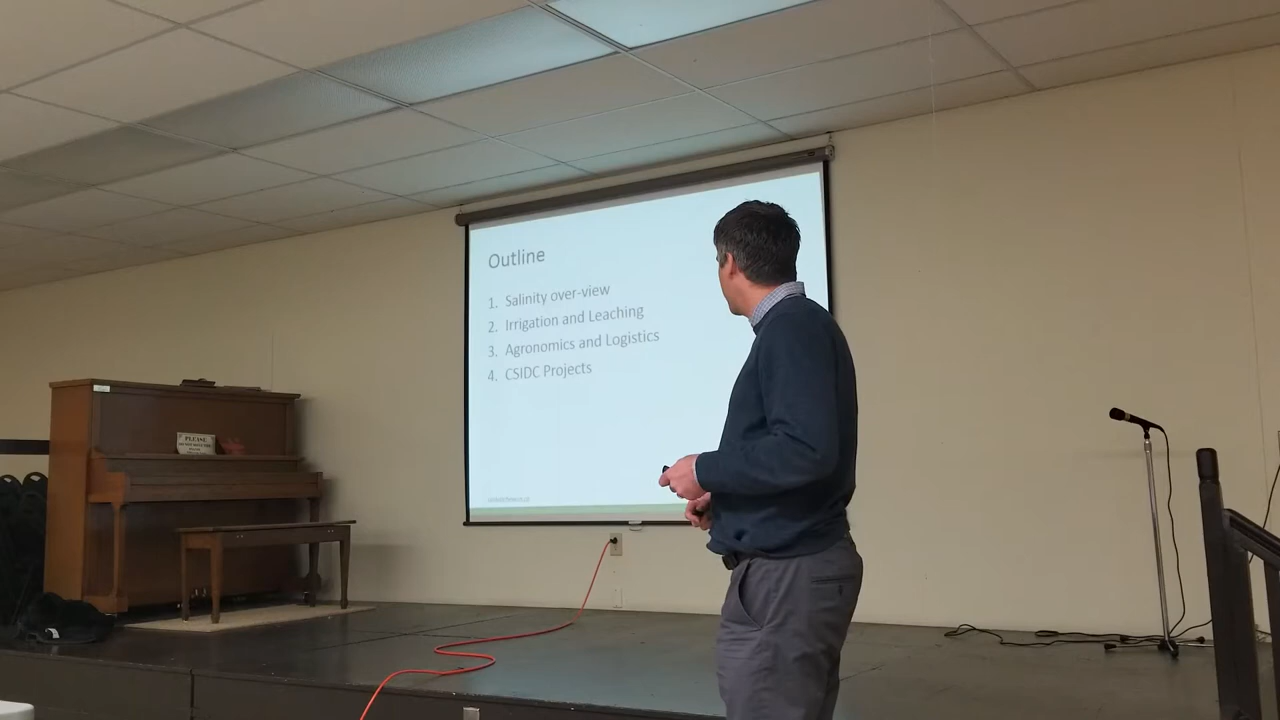 Outline
1. Salinity over-view
2. Irrigation and Leaching
3. Agronomics and Logistics
4. CSIDC Projects
PLEASE